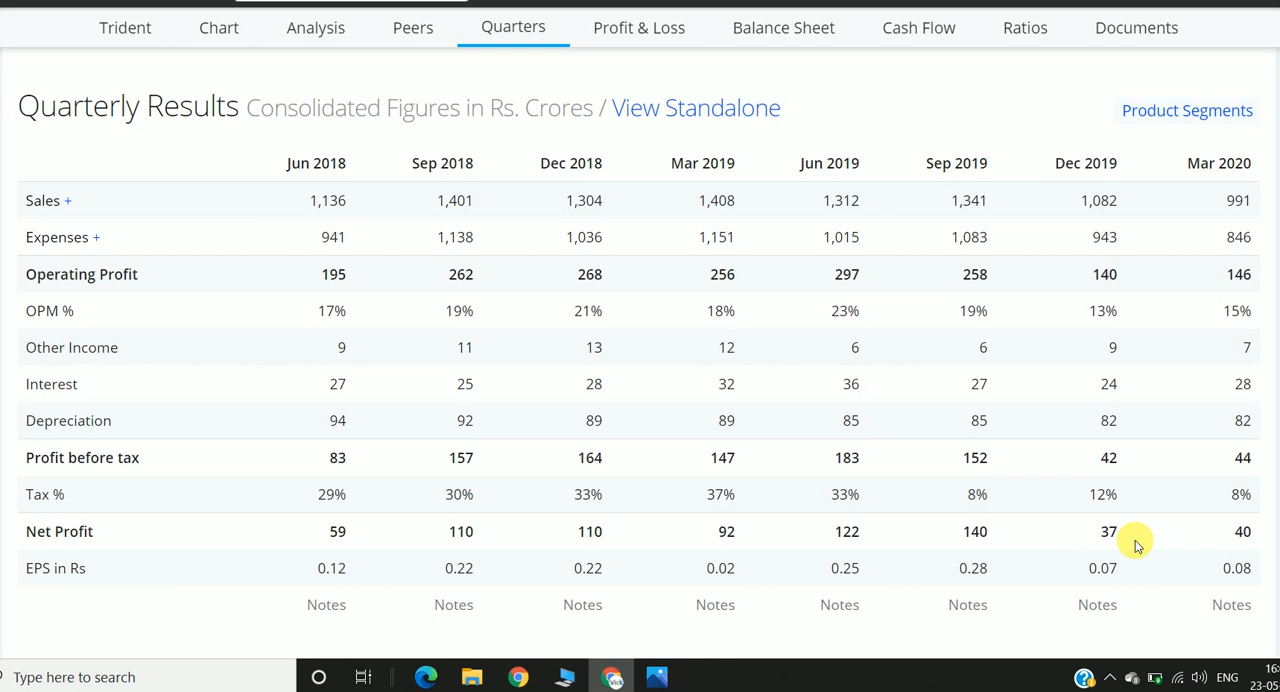 Trident Chart Analysis Peers Quarters Profit & Loss Balance Sheet Cash Flow Ratios Documents
Quarterly Results Consolidated Figures in Rs. Crores / View Standalone
Product Segments
Jun 2018 Sep 2018 Dec 2018 Mar 2019 Jun 2019 Sep 2019 Dec 2019 Mar 2020
Sales + 1,136 1,401 1,304 1,408 1,312 1,341 1,082 991
Expenses + 941 1,138 1,036 1,151 1,015 1,083 943 846
Operating Profit 195 262 268 256 297 258 140 146
OPM % 17% 19% 21% 18% 23% 19% 13% 15%
Other Income 9 11 13 12 6 6 9 7
Interest 27 25 28 32 36 27 24 28
Depreciation 94 92 89 89 85 85 82 82
Profit before tax 83 157 164 147 183 152 42 44
Tax % 29% 30% 33% 37% 33% 8% 12% 8%
Net Profit 59 110 110 92 122 140 37 40
EPS in Rs 0.12 0.22 0.22 0.02 0.25 0.28 0.07 0.08
Notes Notes Notes Notes Notes Notes Notes Notes
Type here to search
ENG
16:
23-05